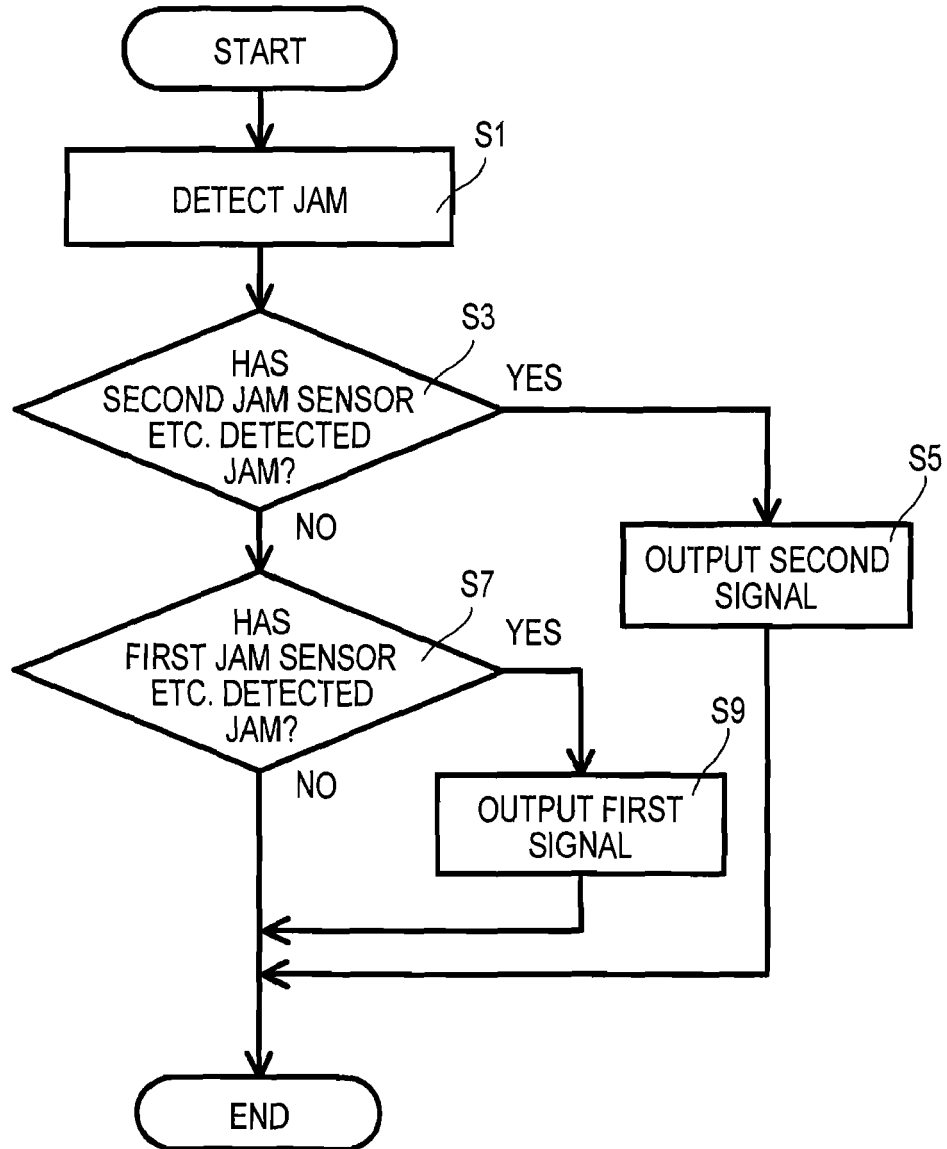 START
S1
DETECT JAM
S3
HAS
SECOND JAM SENSOR
ETC. DETECTED
JAM?
YES
NO
S5
OUTPUT SECOND
SIGNAL
S7
HAS
FIRST JAM SENSOR
ETC. DETECTED
JAM?
YES
NO
S9
OUTPUT FIRST
SIGNAL
END